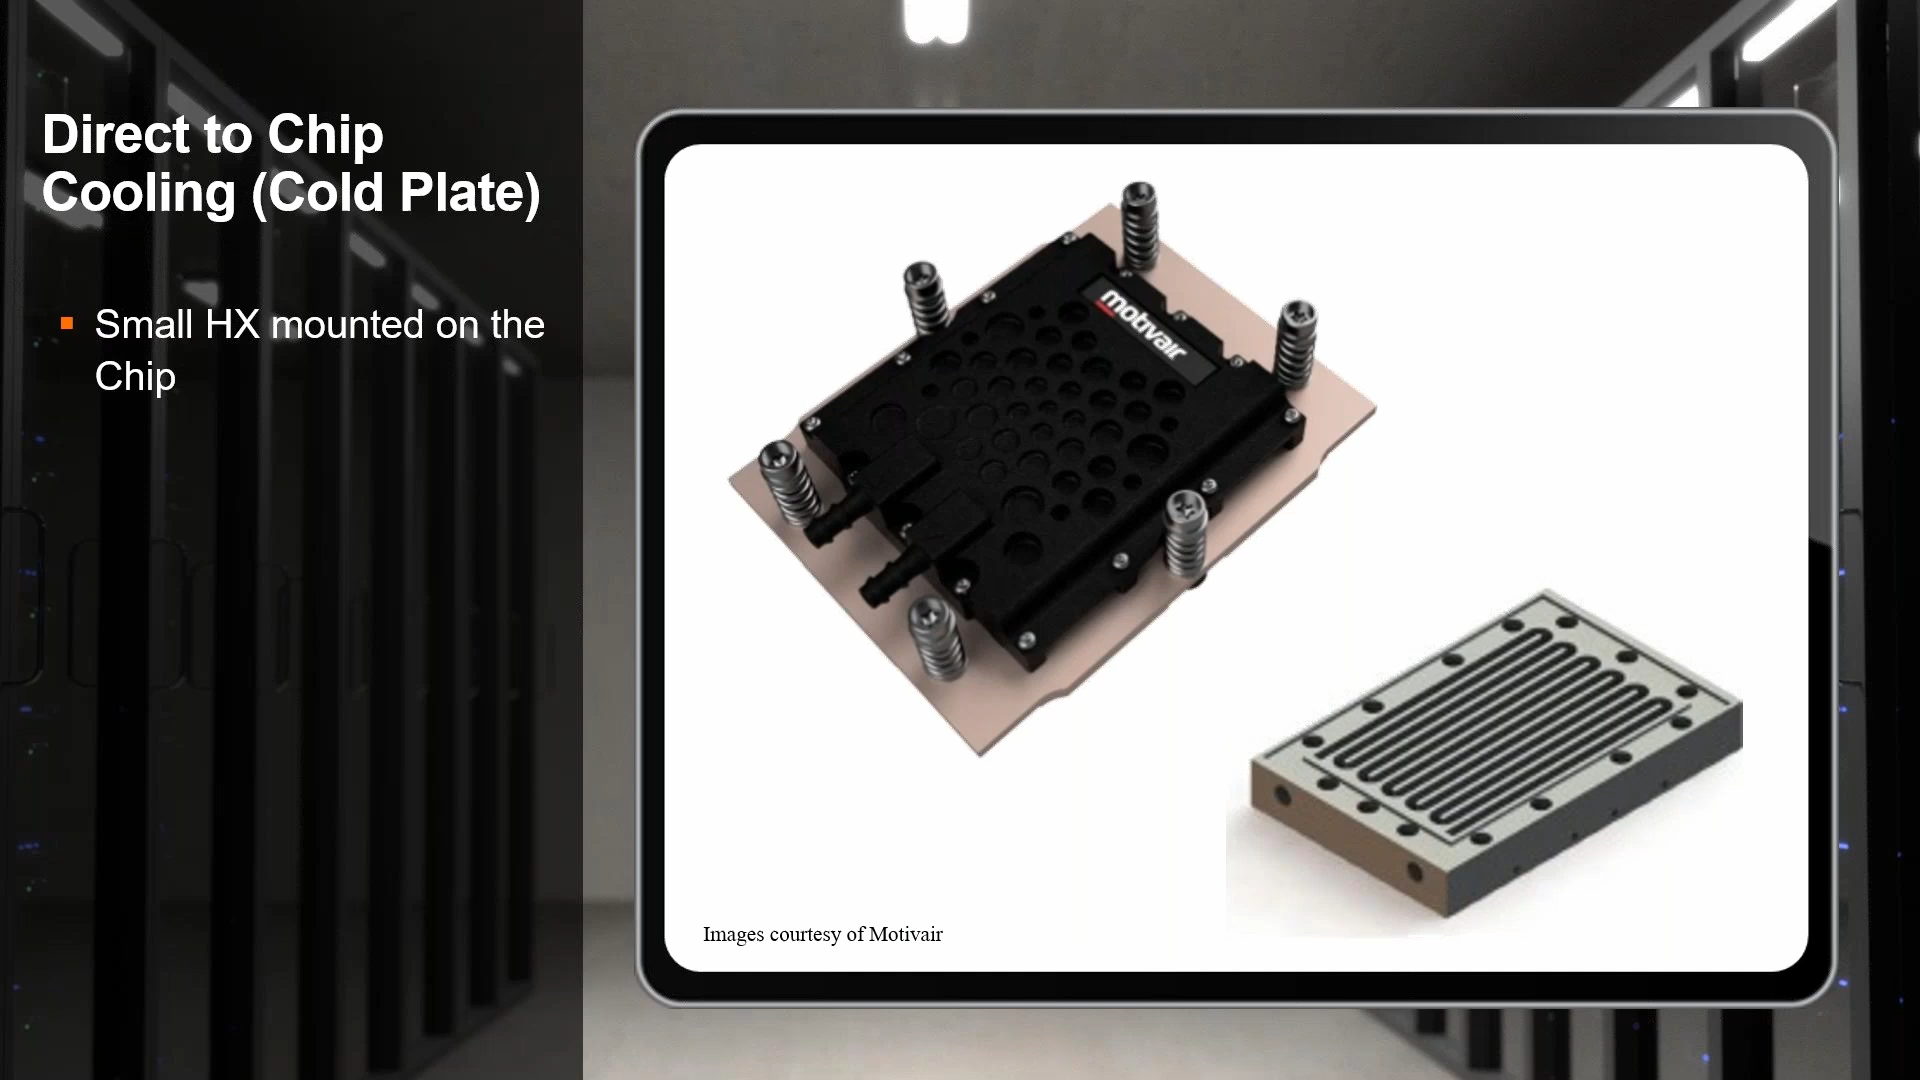 Direct to Chip
Cooling (Cold Plate)
Small HX mounted on the
Chip
motivair
Images courtesy of Motivair